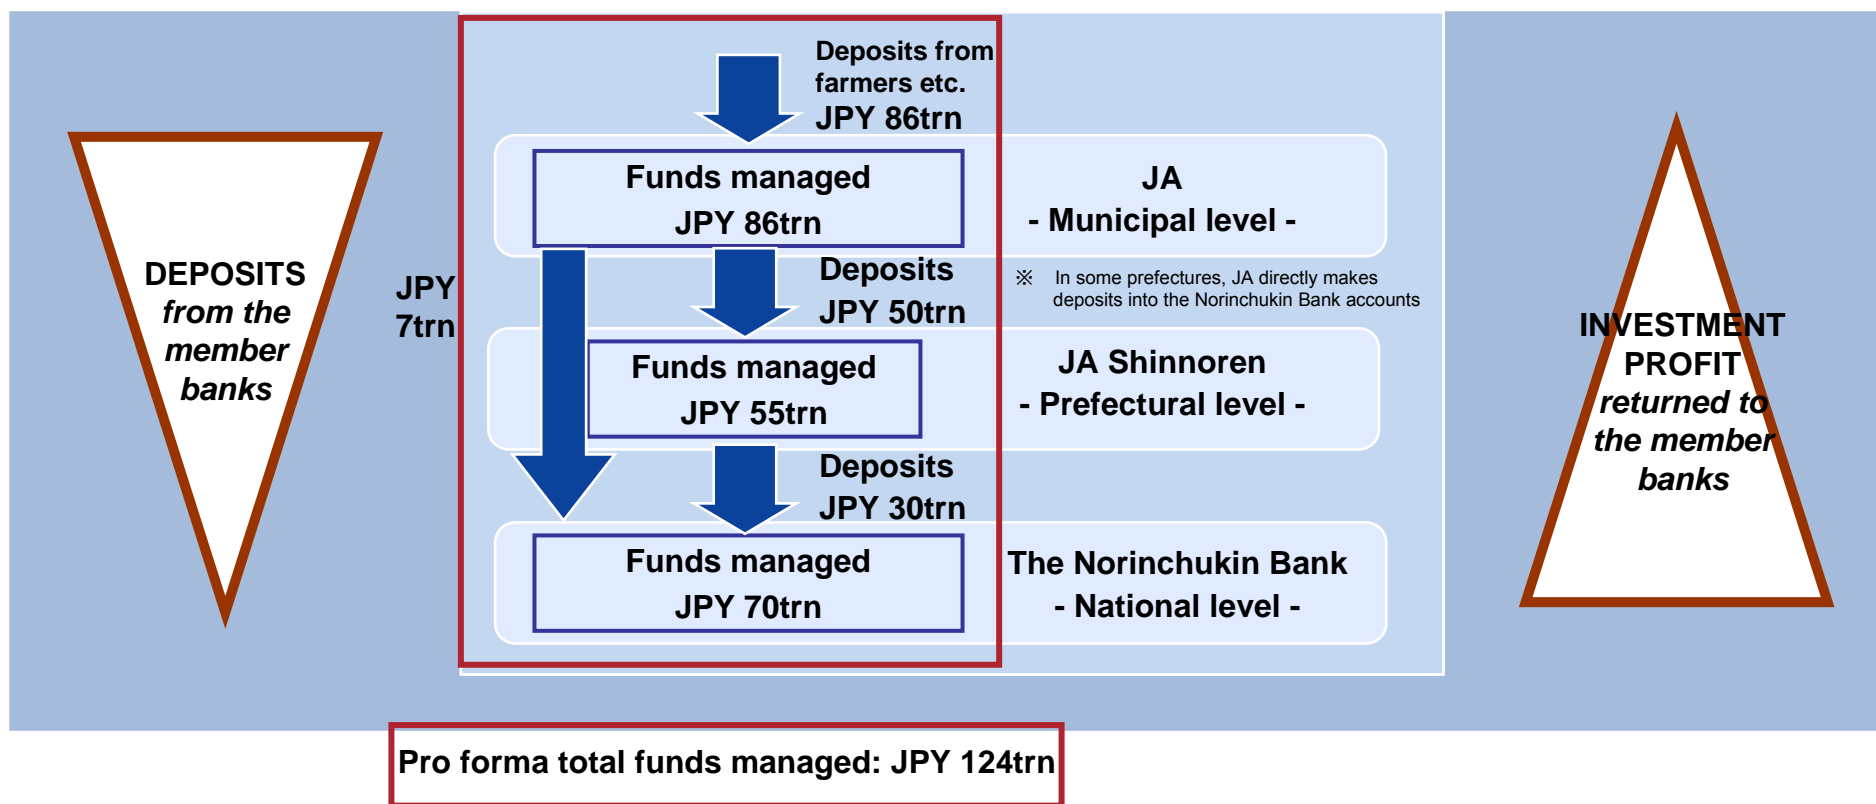 Deposits from
farmers etc.
JPY 86trn
Funds managed
JPY 86trn
JA
- Municipal level -
DEPOSITS
from the
member
banks
JPY
7trn
Deposits
JPY 50trn
※ In some prefectures, JA directly makes
deposits into the Norinchukin Bank accounts
Funds managed
JPY 55trn
JA Shinnoren
- Prefectural level -
INVESTMENT
PROFIT
returned to
the member
banks
Deposits
JPY 30trn
Funds managed
JPY 70trn
The Norinchukin Bank
- National level -
Pro forma total funds managed: JPY 124trn